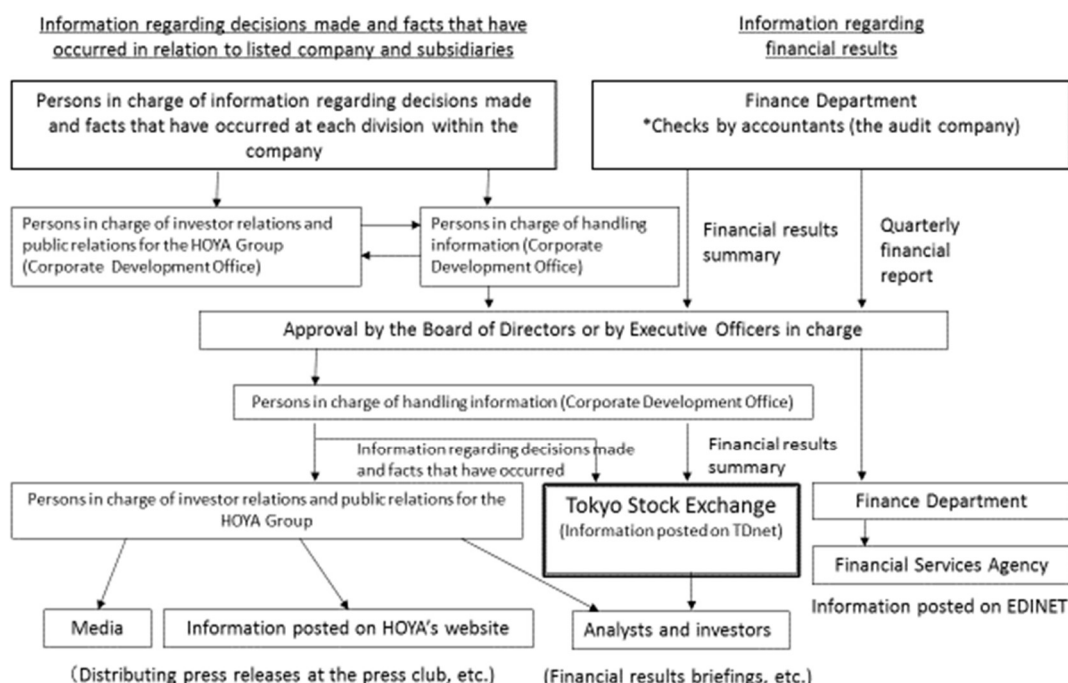 Information regarding decisions made and facts that have
occurred in relation to listed company and subsidiaries
Information regarding
financial results
Persons in charge of information regarding decisions made
and facts that have occurred at each division within the
company
Finance Department
*Checks by accountants (the audit company)
Persons in charge of investor relations and
public relations for the HOYA Group
(Corporate Development Office)
Persons in charge of handling
information (Corporate
Development Office)
Financial results
summary
Quarterly
financial
report
Approval by the Board of Directors or by Executive Officers in charge
Persons in charge of handling information (Corporate Development Office)
Information regarding decisions made
and facts that have occurred
Financial results
summary
Persons in charge of investor relations and public relations for the
HOYA Group
Tokyo Stock Exchange
(Information posted on TDnet)
Finance Department
Financial Services Agency
Information posted on EDINET
Media
Information posted on HOYA's website
Analysts and investors
(Distributing press releases at the press club, etc.)
(Financial results briefings, etc.)